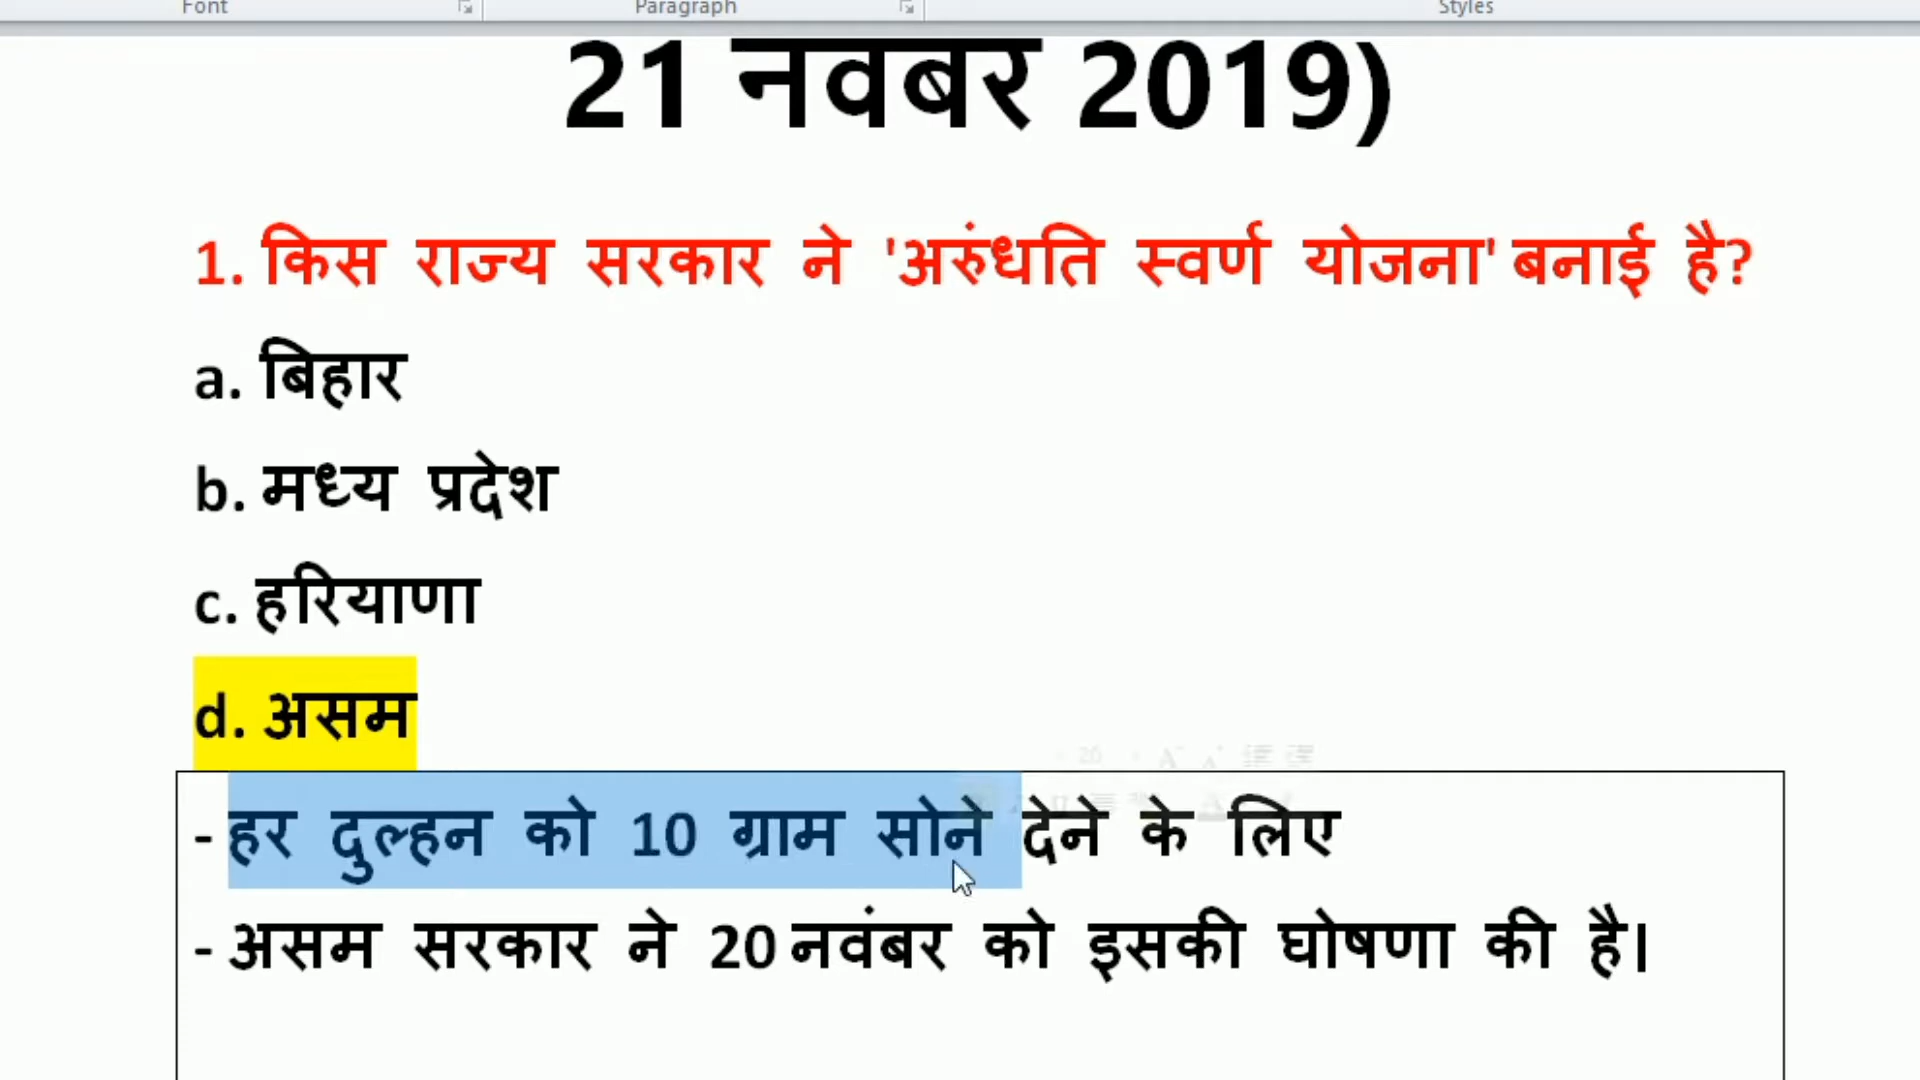 Font Paragraph Styles
21 नवबर 2019)
1. किस राज्य सरकार ने 'अरुंधति स्वर्ण योजना' बनाई है?
a. बिहार
b. मध्य प्रदेश
c. हरियाणा
d. असम
- हर दुल्हन को 10 ग्राम सोने देने के लिए
- असम सरकार ने 20 नवंबर को इसकी घोषणा की है।